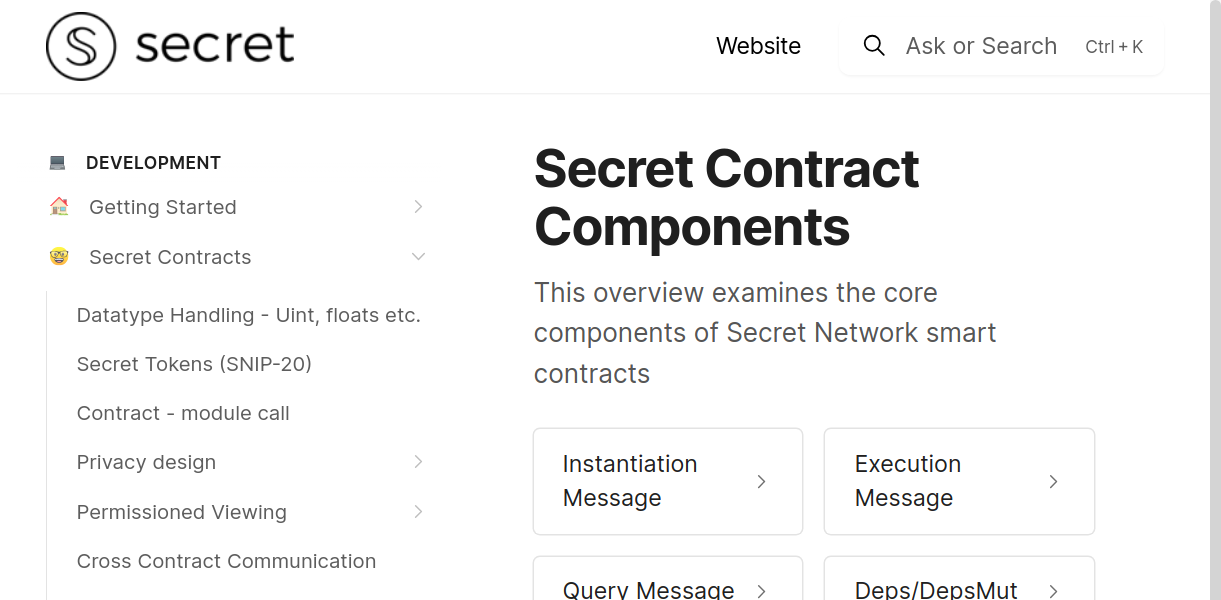 secret
Website
Ask or Search
Ctrl + K
DEVELOPMENT
Getting Started
Secret Contracts
Datatype Handling - Uint, floats etc.
Secret Tokens (SNIP-20)
Contract - module call
Privacy design
Permissioned Viewing
Cross Contract Communication
Secret Contract
Components
This overview examines the core
components of Secret Network smart
contracts
Instantiation
Message
Execution
Message
Query Message
Deps/DepsMut